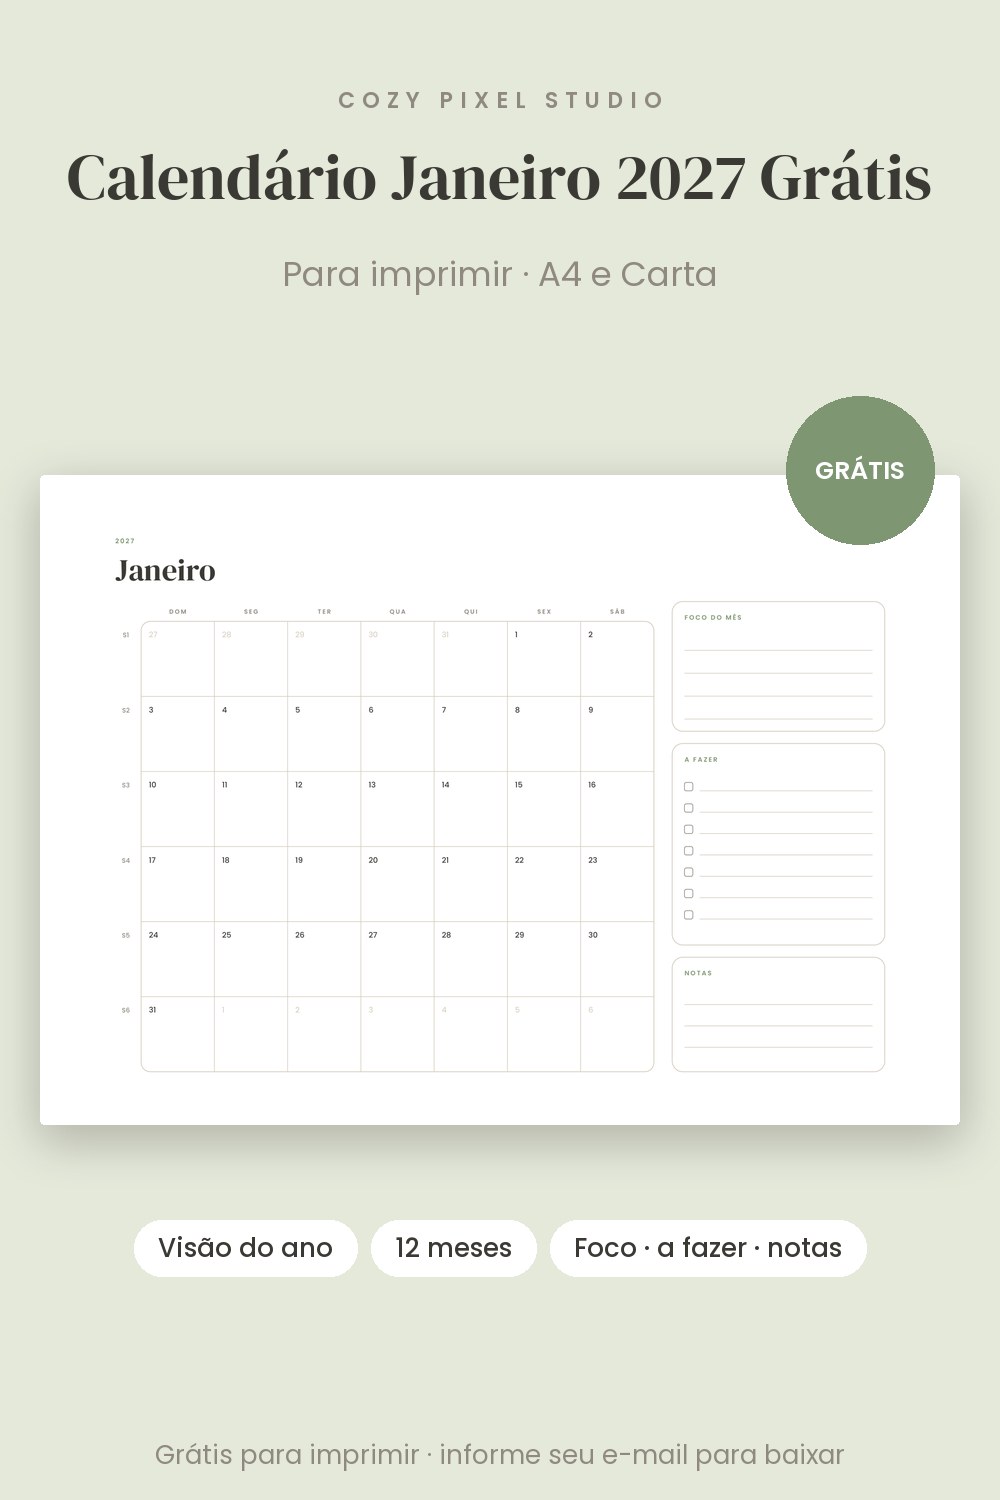 COZY PIXEL STUDIO
Calendário Janeiro 2027 Grátis
Para imprimir · A4 e Carta
GRÁTIS
2027
Janeiro
DOM SEG TER QUA QUI SEX SÁB
S1 27 28 29 30 31 1 2
S2 3 4 5 6 7 8 9
S3 10 11 12 13 14 15 16
S4 17 18 19 20 21 22 23
S5 24 25 26 27 28 29 30
S6 31 1 2 3 4 5 6
FOCO DO MÊS
A FAZER
NOTAS
Visão do ano
12 meses
Foco · a fazer · notas
Grátis para imprimir · informe seu e-mail para baixar